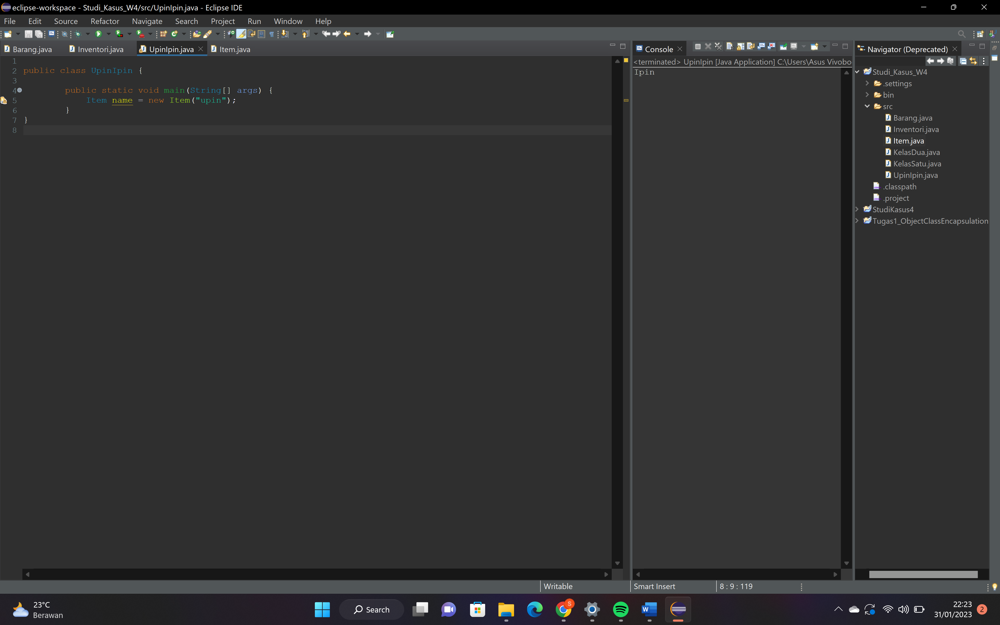 eclipse-workspace - Studi_Kasus_W4/src/UpinIpin.java - Eclipse IDE
File Edit Source Refactor Navigate Search Project Run Window Help
Barang.java Inventori.java UpinIpin.java Item.java
1
2 public class UpinIpin {
3
4 public static void main(String[] args) {
5 Item name = new Item("upin");
6 }
7 }
8
Console
<terminated> UpinIpin [Java Application] C:\Users\Asus Vivobo
Ipin
Navigator (Deprecated)
Studi_Kasus_W4
.settings
bin
src
Barang.java
Inventori.java
Item.java
KelasDua.java
KelasSatu.java
UpinIpin.java
.classpath
.project
StudiKasus4
Tugas1_ObjectClassEncapsulation
Writable Smart Insert 8 : 9 : 119
23°C
Berawan
Search
S
W
22:23
31/01/2023
2